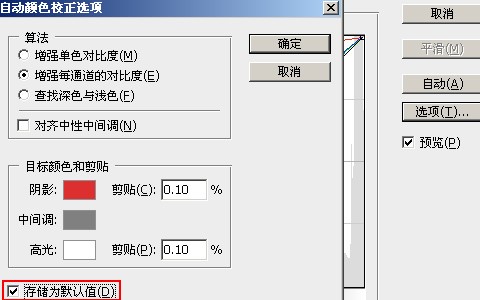 自动颜色校正选项
算法
增强单色对比度(M)
增强每通道的对比度(E)
查找深色与浅色(F)
对齐中性中间调(N)
确定
取消
目标颜色和剪贴
阴影: 剪贴(C): 0.10 %
中间调:
高光: 剪贴(P): 0.10 %
存储为默认值(D)
取消
平滑(M)
自动(A)
选项(T)...
预览(P)